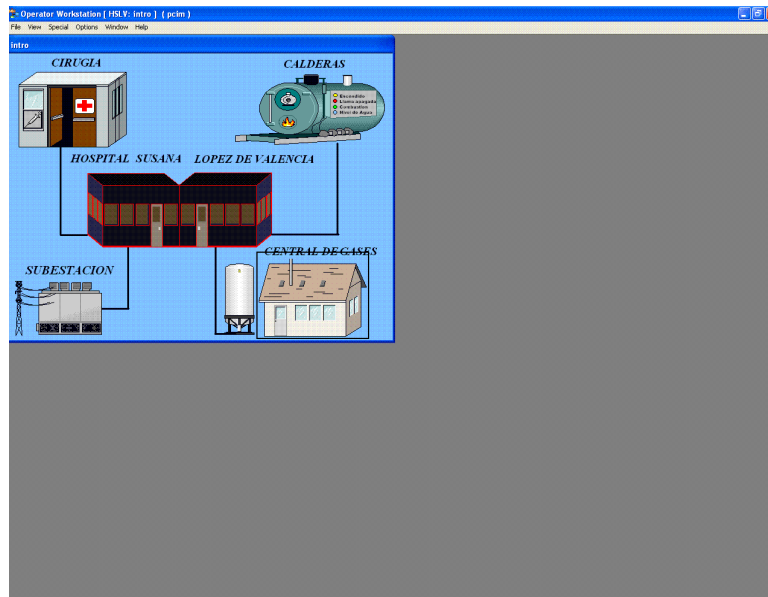 Operator Workstation [ HSLV: intro ] ( pcim )
File View Special Options Window Help
intro
CIRUGIA
CALDERAS
Encendido
Llama apagada
Combustion
Nivel de Agua
HOSPITAL SUSANA LOPEZ DE VALENCIA
CENTRAL DE GASES
SUBESTACION